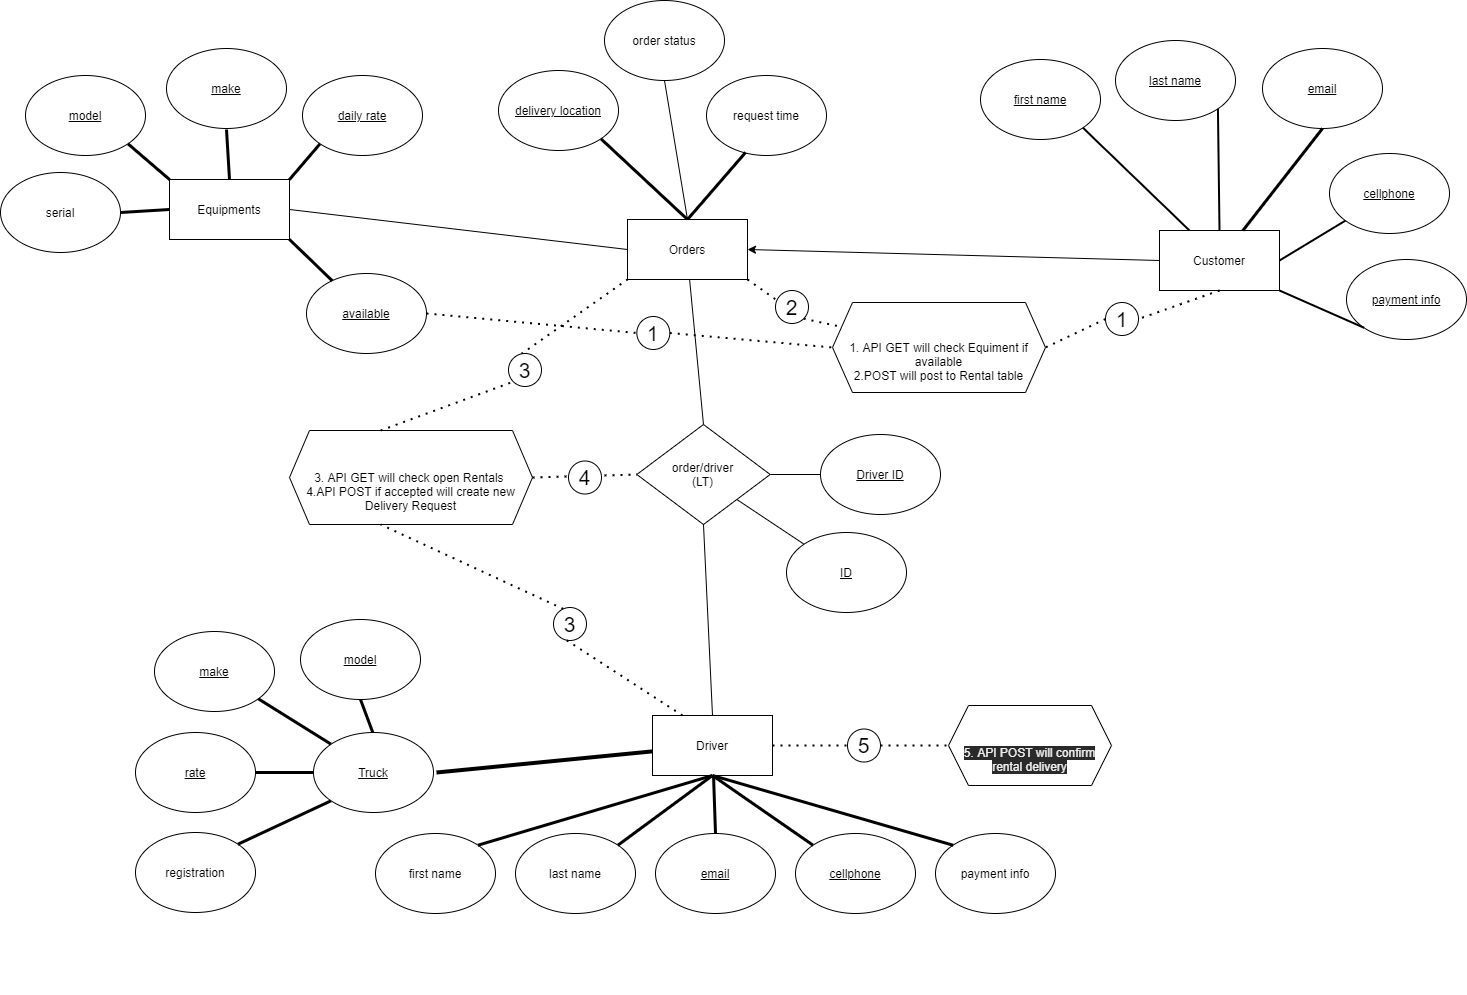 order status
model
make
daily rate
serial
Equipments
available
delivery location
request time
Orders
first name
last name
email
cellphone
payment info
Customer
1
2
1
1. API GET will check Equiment if
available
2.POST will post to Rental table
3
3. API GET will check open Rentals
4.API POST if accepted will create new
Delivery Request
4
order/driver
(LT)
Driver ID
ID
3
make
model
rate
Truck
registration
Driver
5
5. API POST will confirm
rental delivery
first name
last name
email
cellphone
payment info